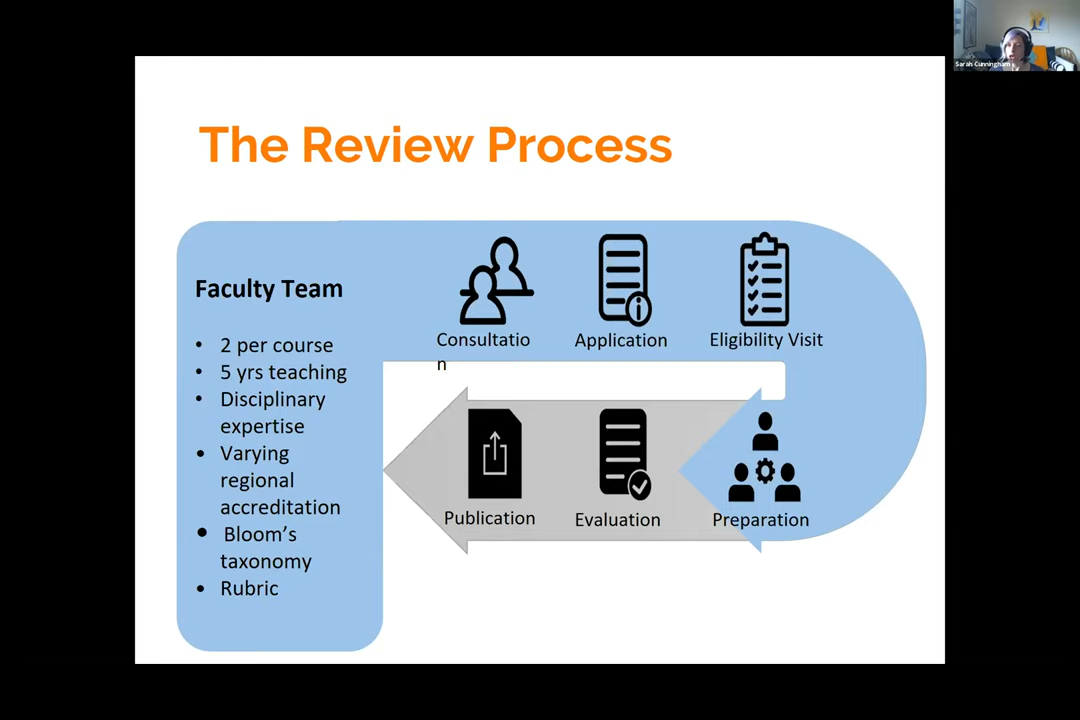 Sarah Cunningham
The Review Process
Faculty Team
• 2 per course
• 5 yrs teaching
• Disciplinary
expertise
• Varying
regional
accreditation
• Bloom's
taxonomy
• Rubric
Consultatio
n
Application
Eligibility Visit
Publication
Evaluation
Preparation